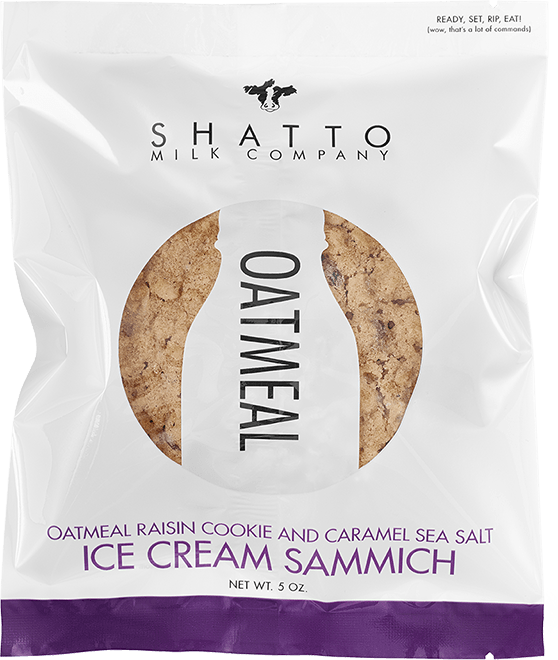 READY, SET, RIP, EAT!
(wow, that's a lot of commands)
SHATTO
MILK COMPANY
OATMEAL
OATMEAL RAISIN COOKIE AND CARAMEL SEA SALT
ICE CREAM SAMMICH
NET WT. 5 OZ.